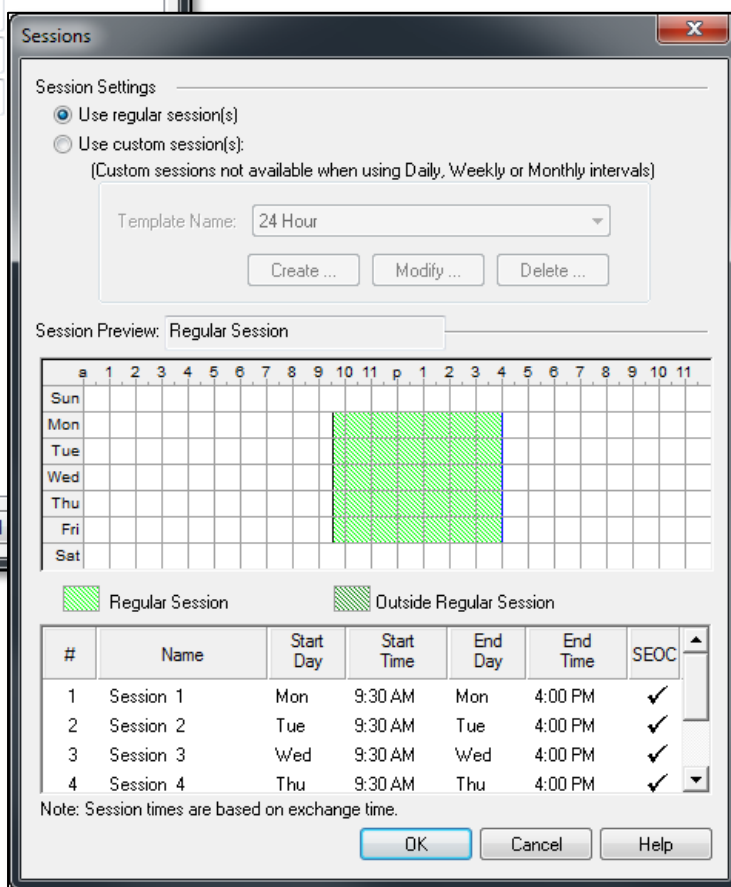 Sessions
Session Settings
Use regular session(s)
Use custom session(s):
(Custom sessions not available when using Daily, Weekly or Monthly intervals)
Template Name: 24 Hour
Create ... Modify ... Delete ...
Session Preview: Regular Session
a 1 2 3 4 5 6 7 8 9 10 11 p 1 2 3 4 5 6 7 8 9 10 11
Sun
Mon
Tue
Wed
Thu
Fri
Sat
Regular Session Outside Regular Session
# Name Start Day Start Time End Day End Time SEOC
1 Session 1 Mon 9:30 AM Mon 4:00 PM ✓
2 Session 2 Tue 9:30 AM Tue 4:00 PM ✓
3 Session 3 Wed 9:30 AM Wed 4:00 PM ✓
4 Session 4 Thu 9:30 AM Thu 4:00 PM ✓
Note: Session times are based on exchange time.
OK Cancel Help